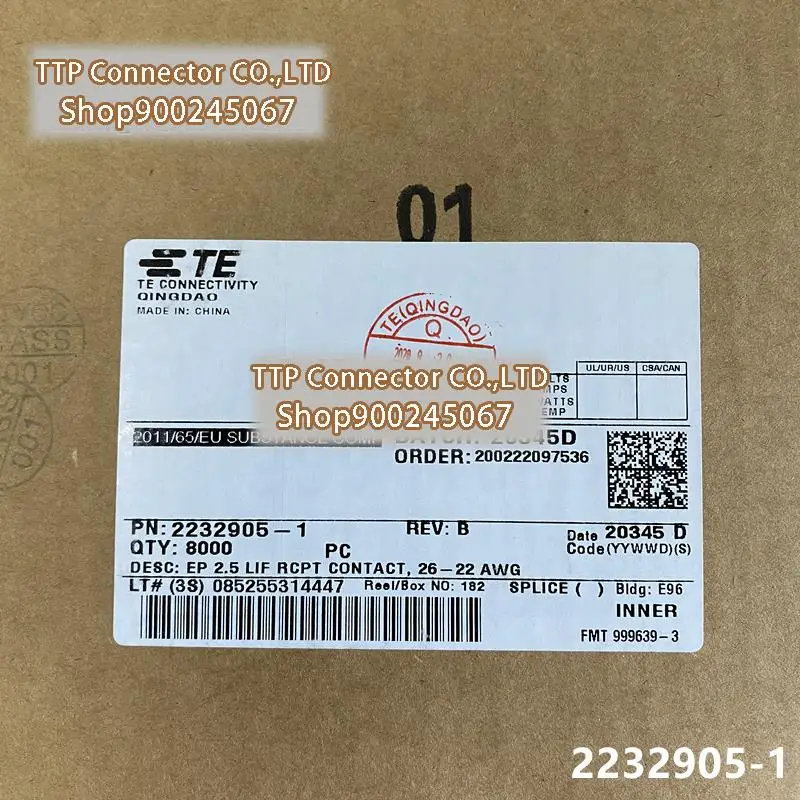 TTP Connector CO.,LTD
Shop900245067
01
TE
TE CONNECTIVITY
QINGDAO
MADE IN: CHINA
TE(QINGDAO)
Q.
TTP Connector CO.,LTD
Shop900245067
UL/UR/US CSA/CAN
2011/65/EU
20345D
ORDER: 200222097536
PN: 2232905-1 REV: B
Date 20345 D
QTY: 8000 PC
Code (YYWWD)(S)
DESC: EP 2.5 LIF RCPT CONTACT, 26-22 AWG
LT# (3S) 085255314447 Reel/Box NO: 182 SPLICE ( ) Bldg: E96
INNER
FMT 999639-3
2232905-1